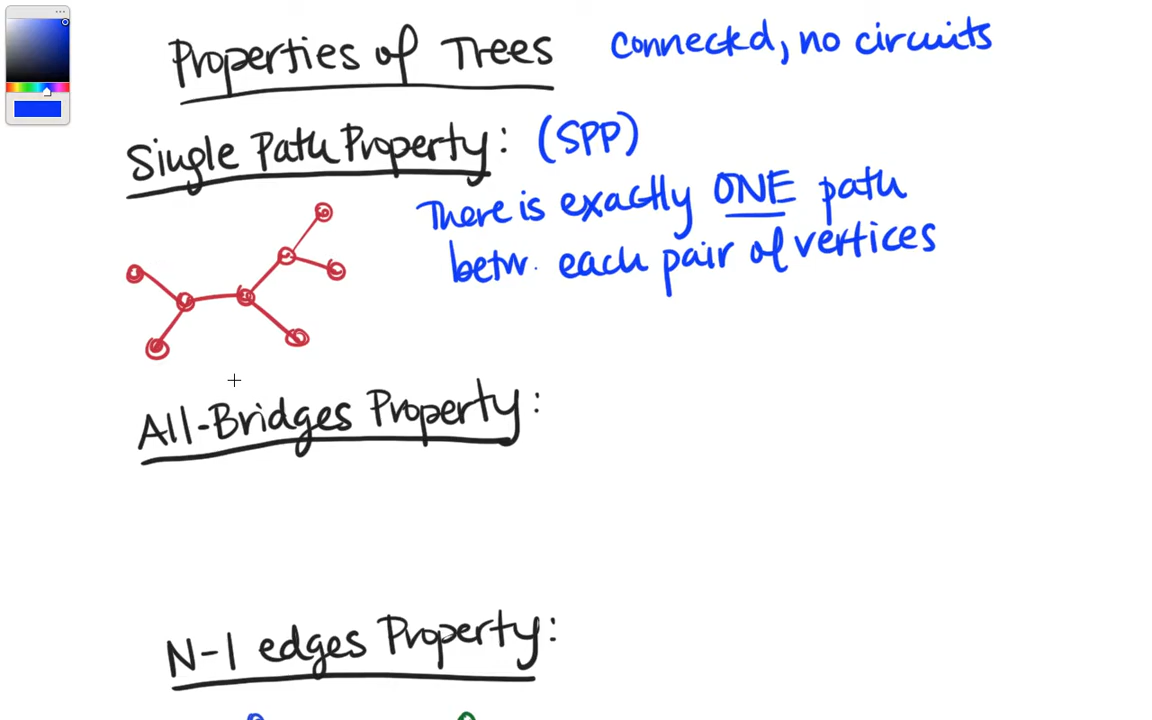 Properties of Trees connected, no circuits
Single Path Property: (SPP)
There is exactly ONE path
betw. each pair of vertices
All-Bridges Property:
N-1 edges Property: